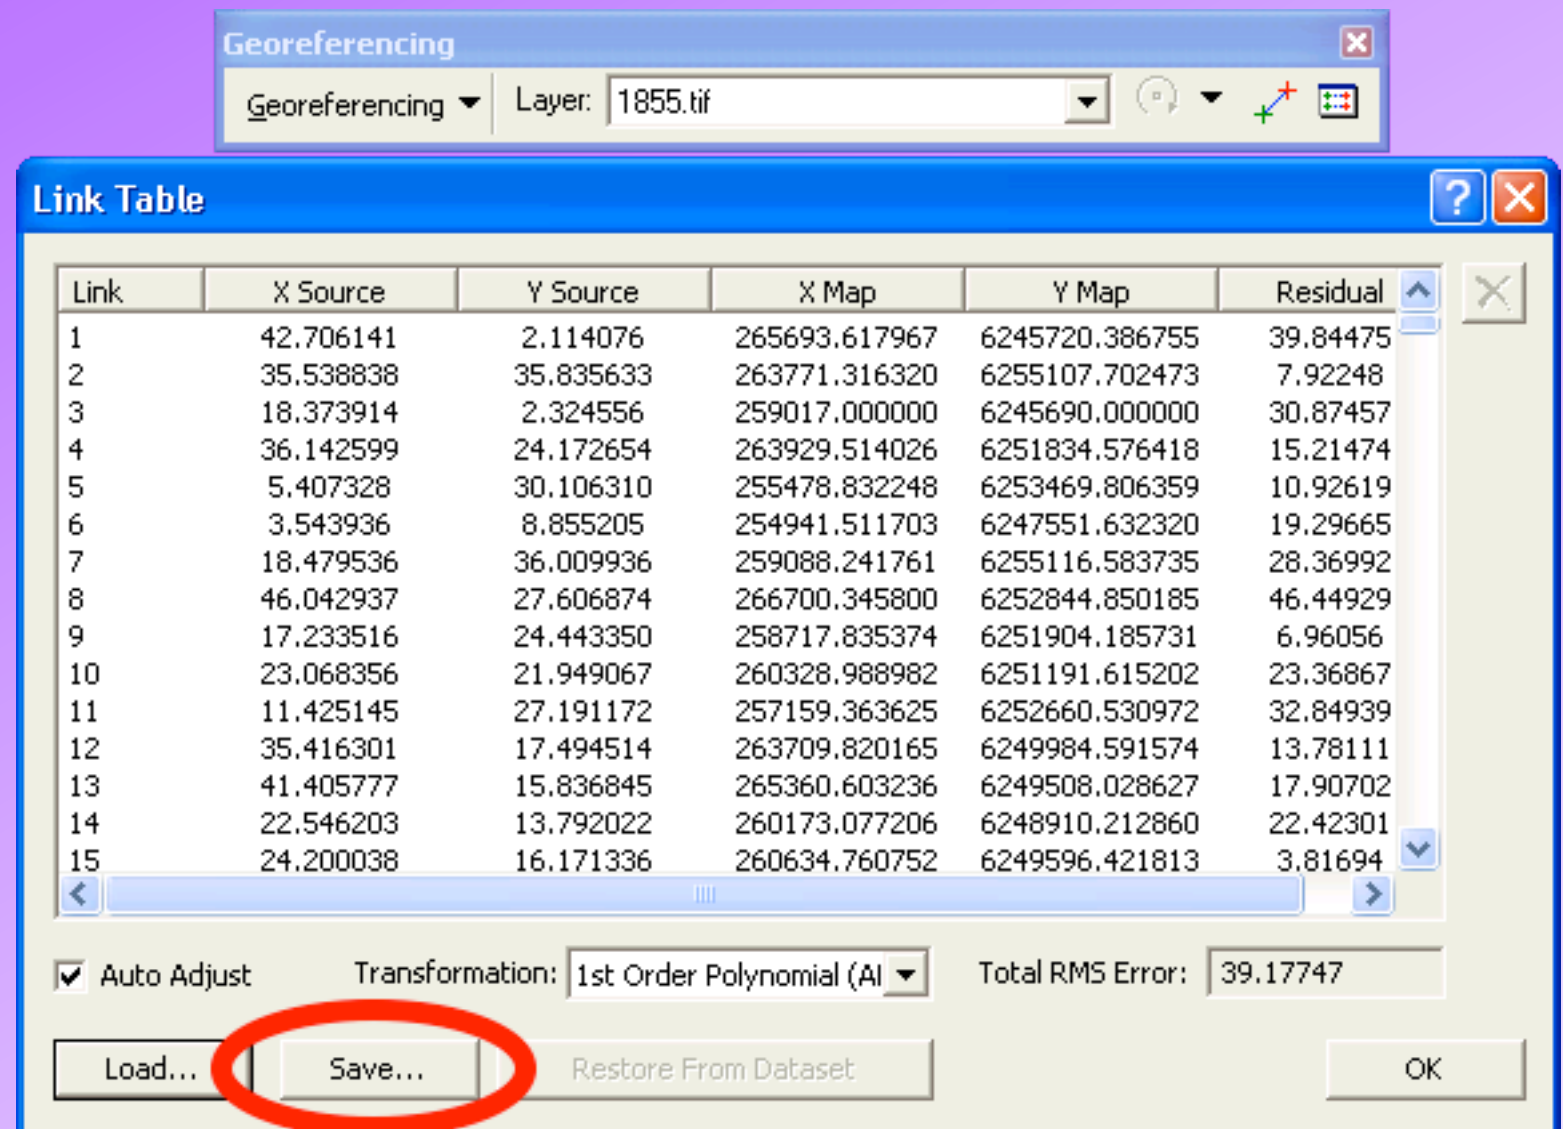 Georeferencing
Georeferencing Layer: 1855.tif
Link Table
Link X Source Y Source X Map Y Map Residual
1 42.706141 2.114076 265693.617967 6245720.386755 39.84475
2 35.538838 35.835633 263771.316320 6255107.702473 7.92248
3 18.373914 2.324556 259017.000000 6245690.000000 30.87457
4 36.142599 24.172654 263929.514026 6251834.576418 15.21474
5 5.407328 30.106310 255478.832248 6253469.806359 10.92619
6 3.543936 8.855205 254941.511703 6247551.632320 19.29665
7 18.479536 36.009936 259088.241761 6255116.583735 28.36992
8 46.042937 27.606874 266700.345800 6252844.850185 46.44929
9 17.233516 24.443350 258717.835374 6251904.185731 6.96056
10 23.068356 21.949067 260328.988982 6251191.615202 23.36867
11 11.425145 27.191172 257159.363625 6252660.530972 32.84939
12 35.416301 17.494514 263709.820165 6249984.591574 13.78111
13 41.405777 15.836845 265360.603236 6249508.028627 17.90702
14 22.546203 13.792022 260173.077206 6248910.212860 22.42301
15 24.200038 16.171336 260634.760752 6249596.421813 3.81694
Auto Adjust Transformation: 1st Order Polynomial (Al Total RMS Error: 39.17747
Load... Save... Restore From Dataset OK